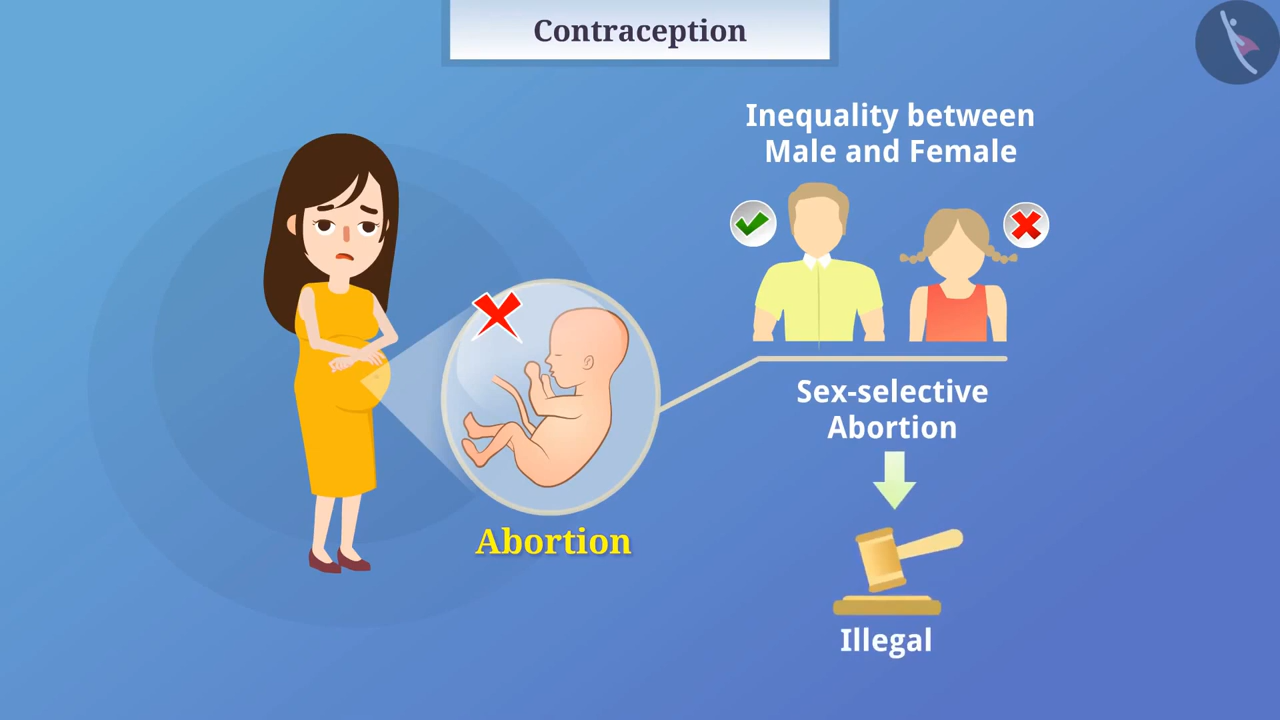 Contraception
Inequality between
Male and Female
Sex-selective
Abortion
Abortion
Illegal